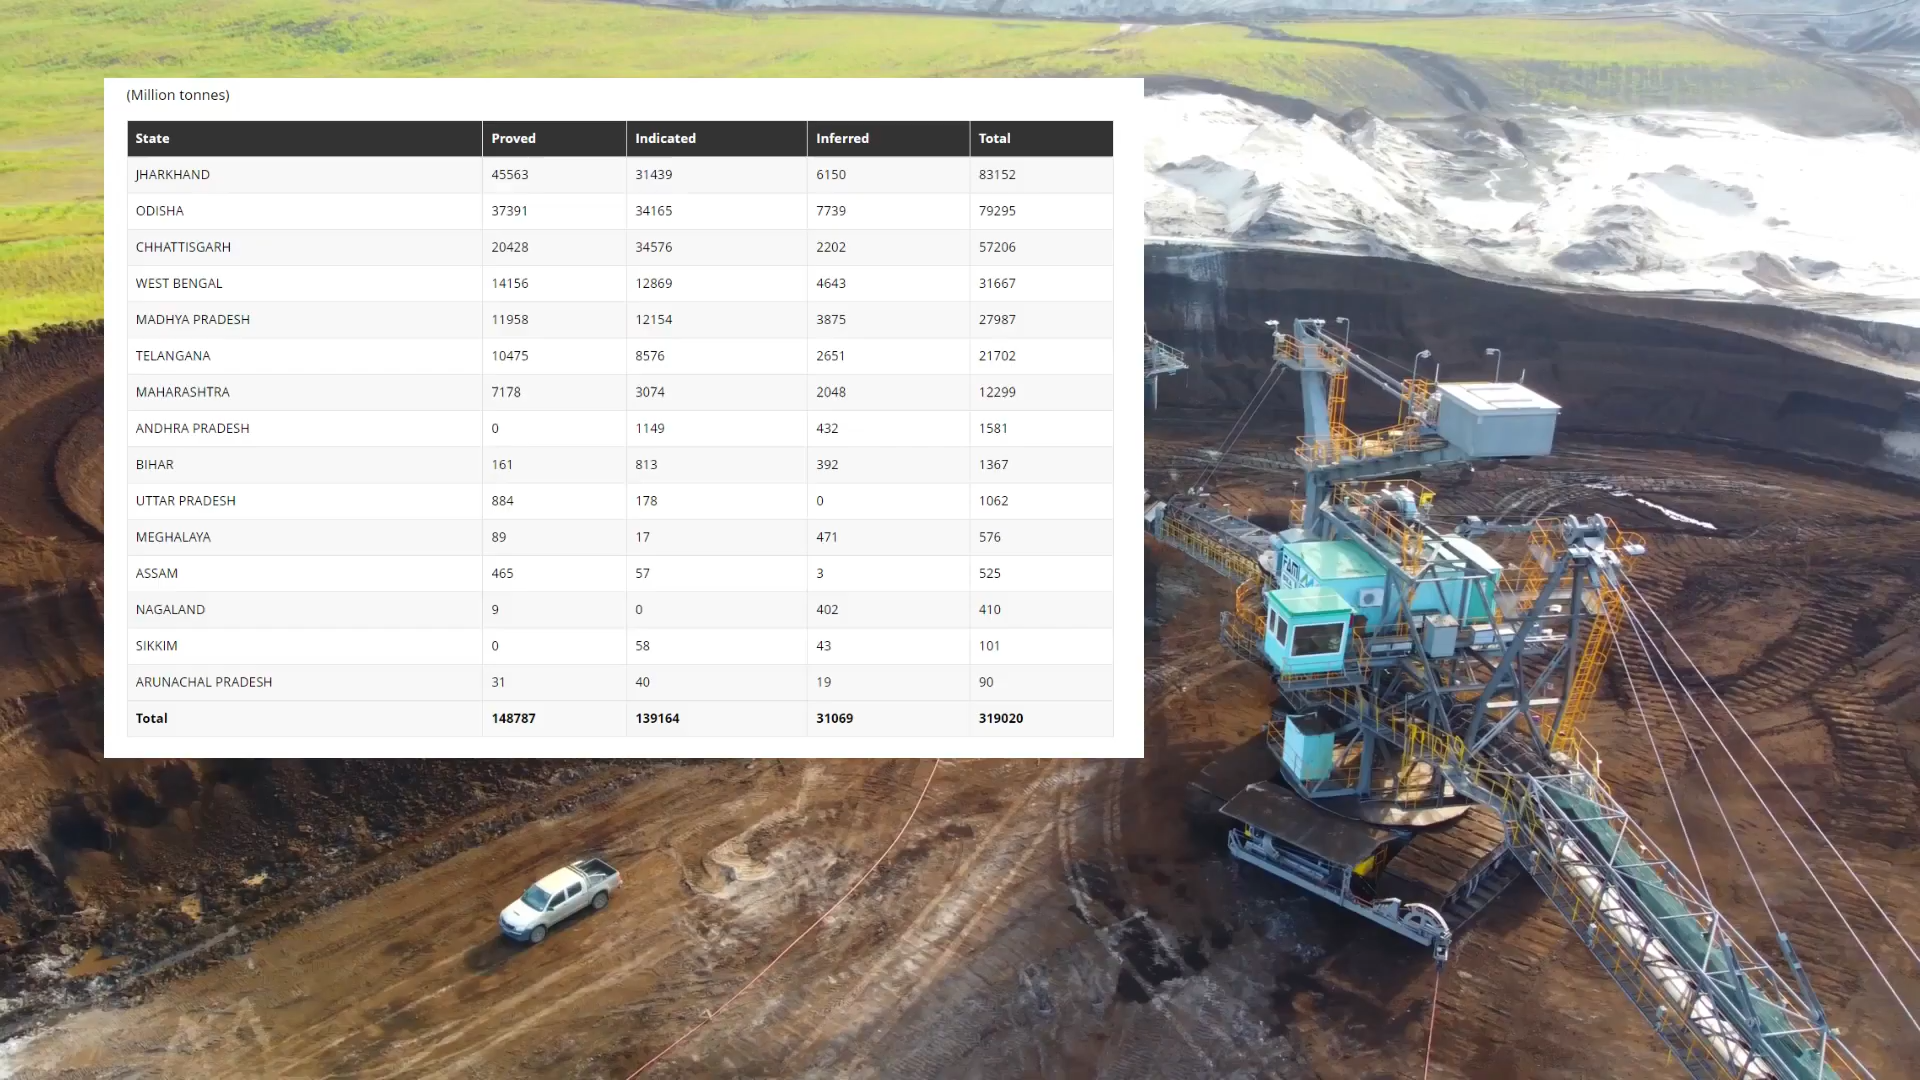 (Million tonnes)
State Proved Indicated Inferred Total
JHARKHAND 45563 31439 6150 83152
ODISHA 37391 34165 7739 79295
CHHATTISGARH 20428 34576 2202 57206
WEST BENGAL 14156 12869 4643 31667
MADHYA PRADESH 11958 12154 3875 27987
TELANGANA 10475 8576 2651 21702
MAHARASHTRA 7178 3074 2048 12299
ANDHRA PRADESH 0 1149 432 1581
BIHAR 161 813 392 1367
UTTAR PRADESH 884 178 0 1062
MEGHALAYA 89 17 471 576
ASSAM 465 57 3 525
NAGALAND 9 0 402 410
SIKKIM 0 58 43 101
ARUNACHAL PRADESH 31 40 19 90
Total 148787 139164 31069 319020